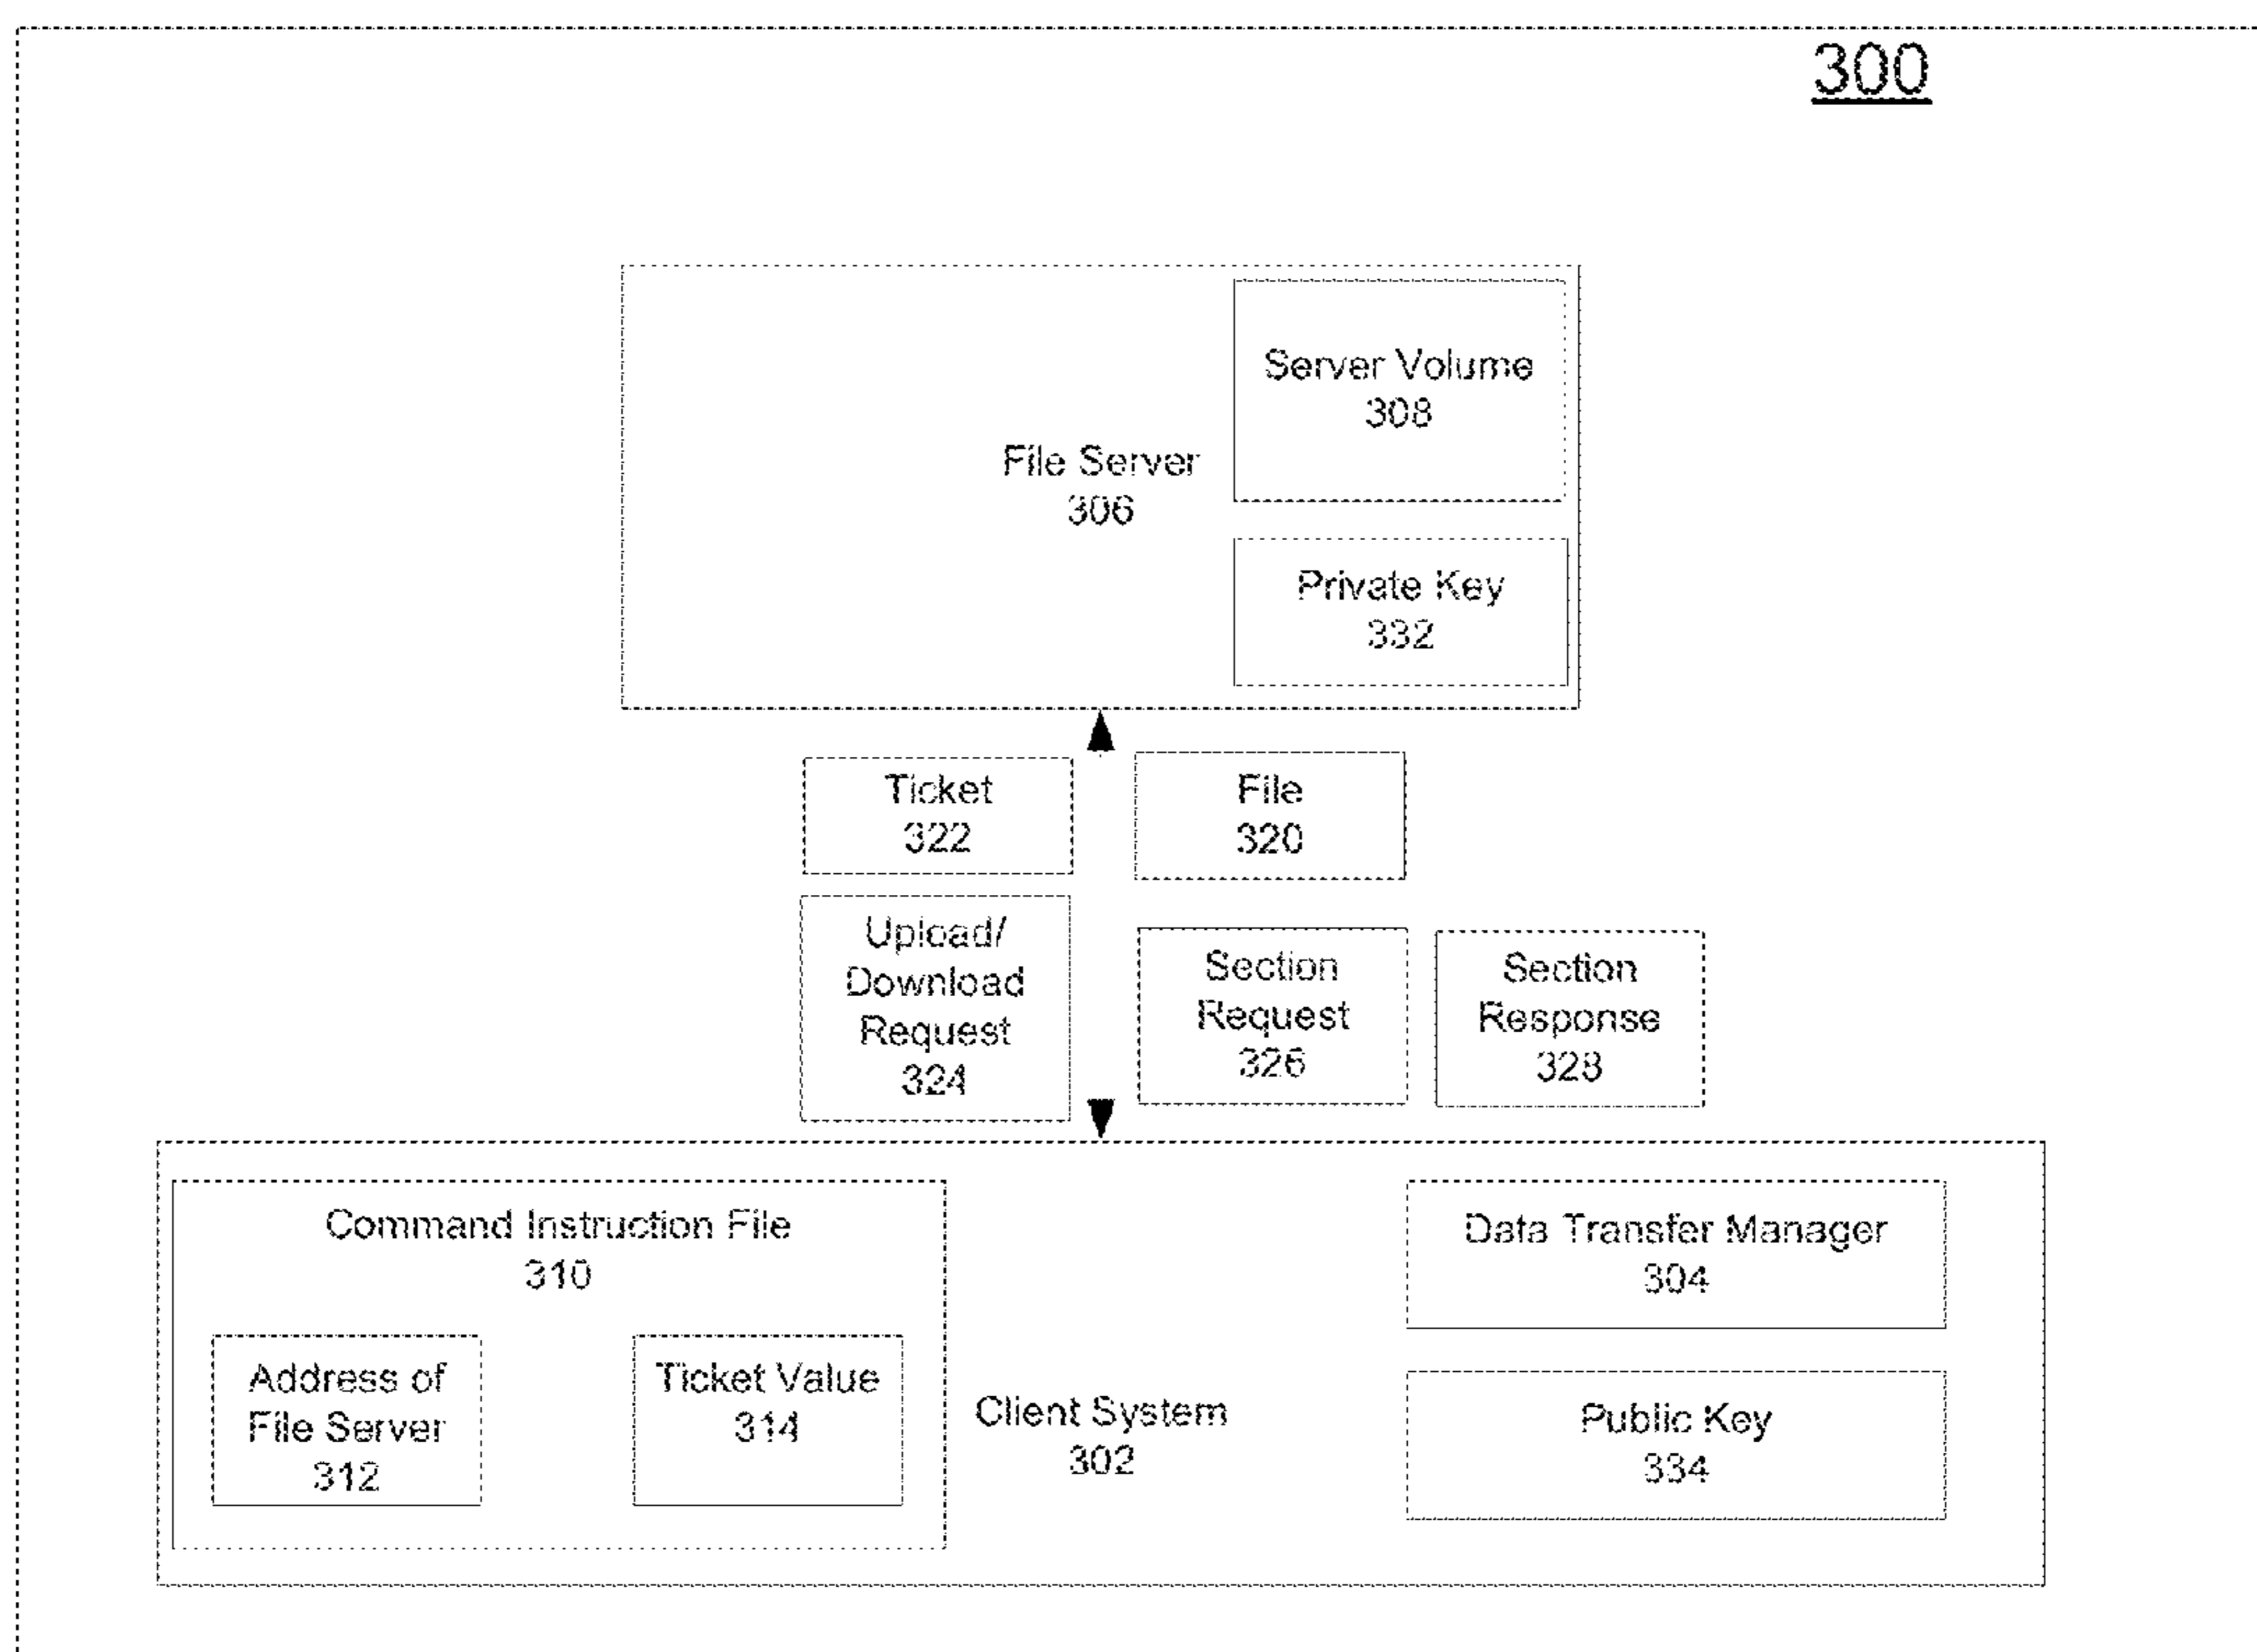 300
Server Volume
308
File Server
306
Private Key
332
Ticket
322
File
320
Upload/
Download
Request
324
Section
Request
326
Section
Response
328
Command Instruction File
310
Address of
File Server
312
Ticket Value
314
Client System
302
Data Transfer Manager
304
Public Key
334